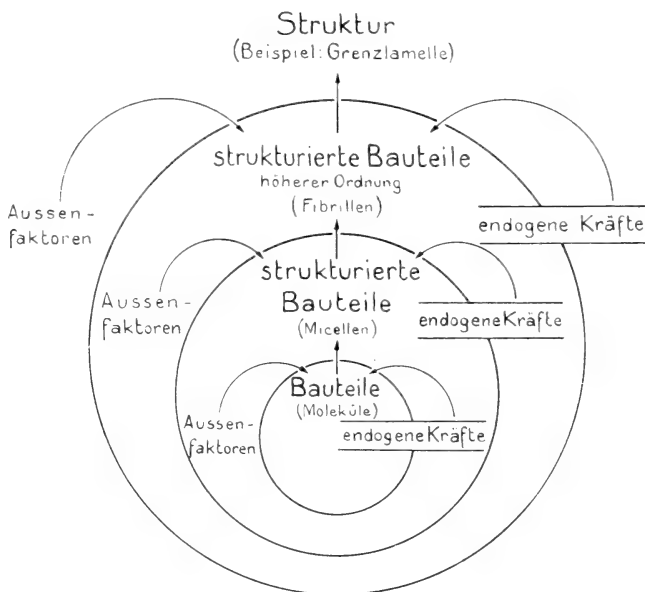 Struktur
(Beispiel: Grenzlamelle)
strukturierte Bauteile
höherer Ordnung
(Fibrillen)
Aussen-
faktoren
endogene Kräfte
strukturierte
Bauteile
(Micellen)
Aussen-
faktoren
endogene Kräfte
Bauteile
(Moleküle)
Aussen-
faktoren
endogene Kräfte